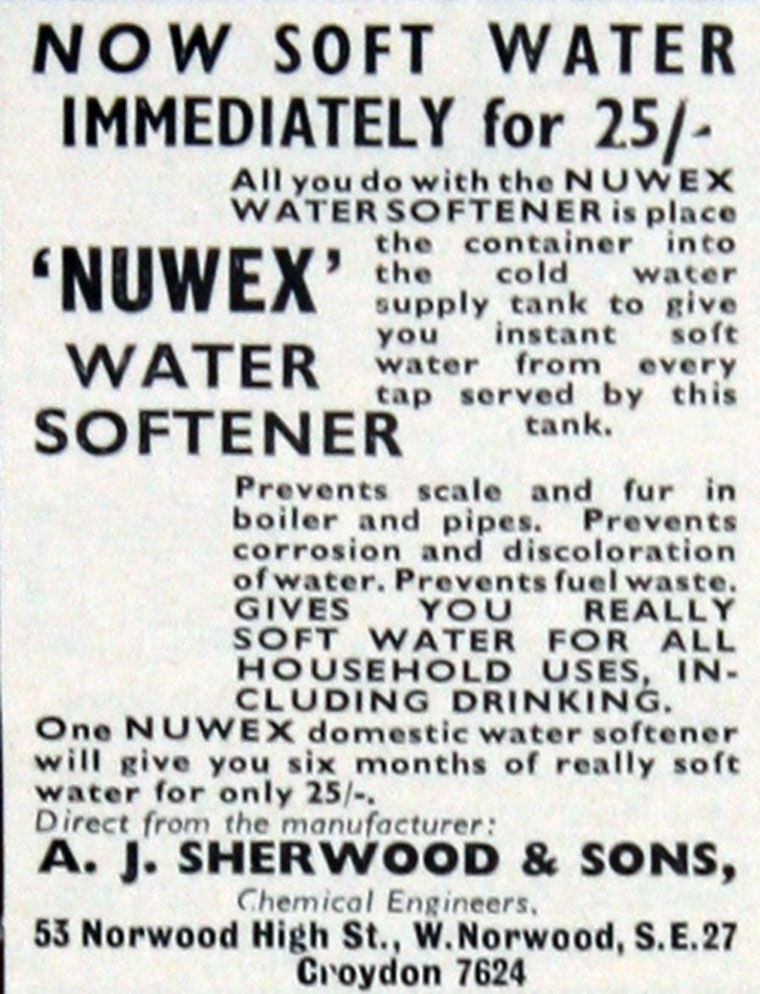 NOW SOFT WATER
IMMEDIATELY for 25/-
All you do with the NUWEX
WATER SOFTENER is place
the container into
the cold water
supply tank to give
you instant soft
water from every
tap served by this
tank.
'NUWEX'
WATER
SOFTENER
Prevents scale and fur in
boiler and pipes. Prevents
corrosion and discoloration
of water. Prevents fuel waste.
GIVES YOU REALLY
SOFT WATER FOR ALL
HOUSEHOLD USES, IN-
CLUDING DRINKING.
One NUWEX domestic water softener
will give you six months of really soft
water for only 25/-.
Direct from the manufacturer:
A. J. SHERWOOD & SONS,
Chemical Engineers,
53 Norwood High St., W. Norwood, S.E.27
Croydon 7624